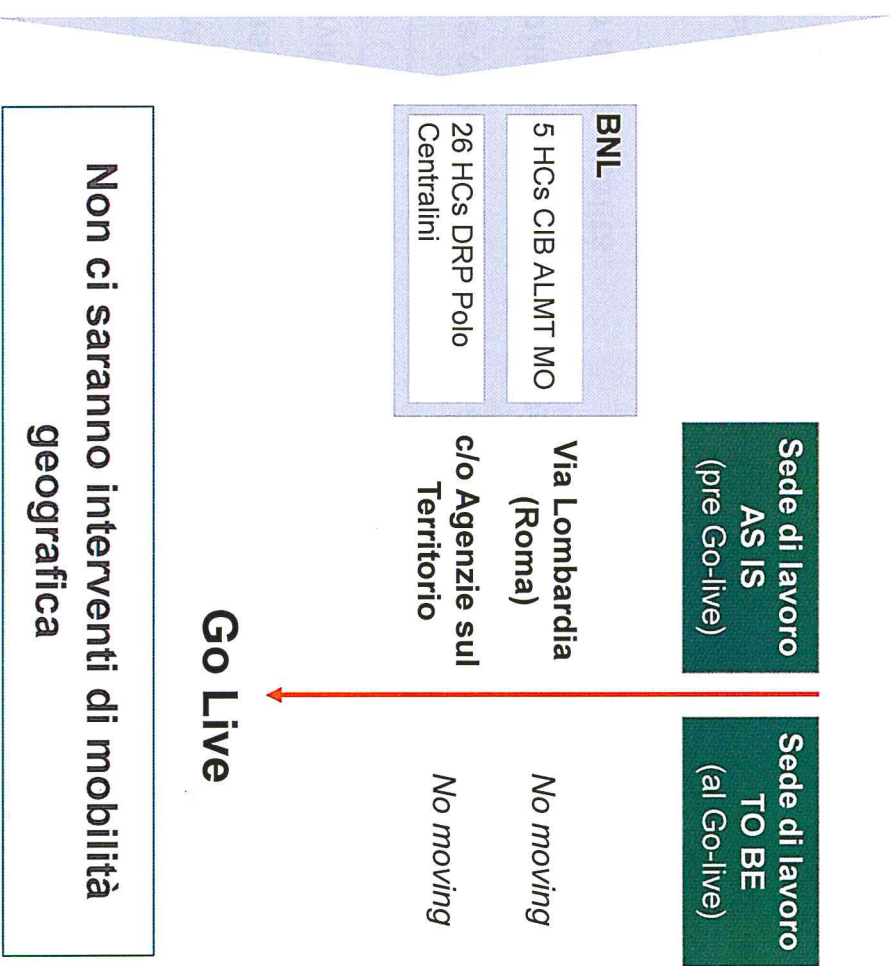 Sede di lavoro
AS IS
(pre Go-live)
Sede di lavoro
TO BE
(al Go-live)
BNL
5 HCs CIB ALMT MO
Via Lombardia
(Roma)
No moving
26 HCs DRP Polo
Centralini
c/o Agenzie sul
Territorio
No moving
Go Live
Non ci saranno interventi di mobilità
geografica